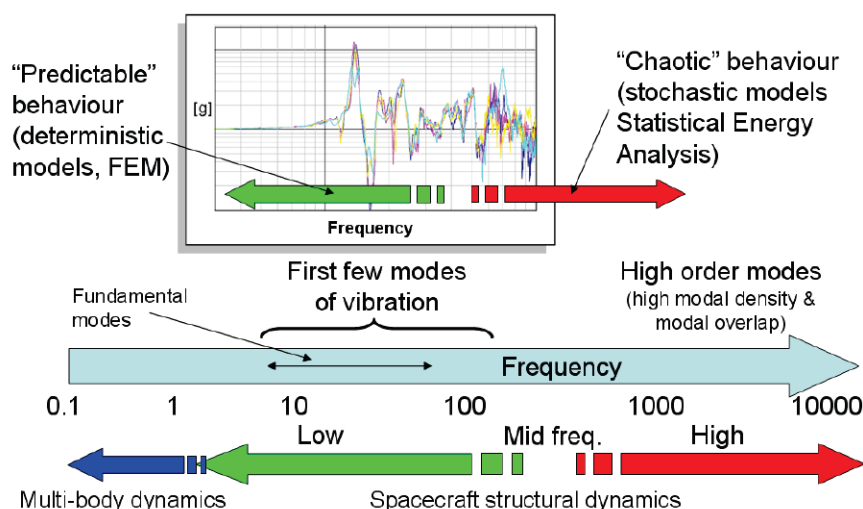 “Predictable”
behaviour
(deterministic
models, FEM)
[g]
Frequency
“Chaotic” behaviour
(stochastic models
Statistical Energy
Analysis)
First few modes
of vibration
High order modes
(high modal density &
modal overlap)
Fundamental
modes
Frequency
0.1 1 10 100 1000 10000
Low Mid freq. High
Multi-body dynamics Spacecraft structural dynamics